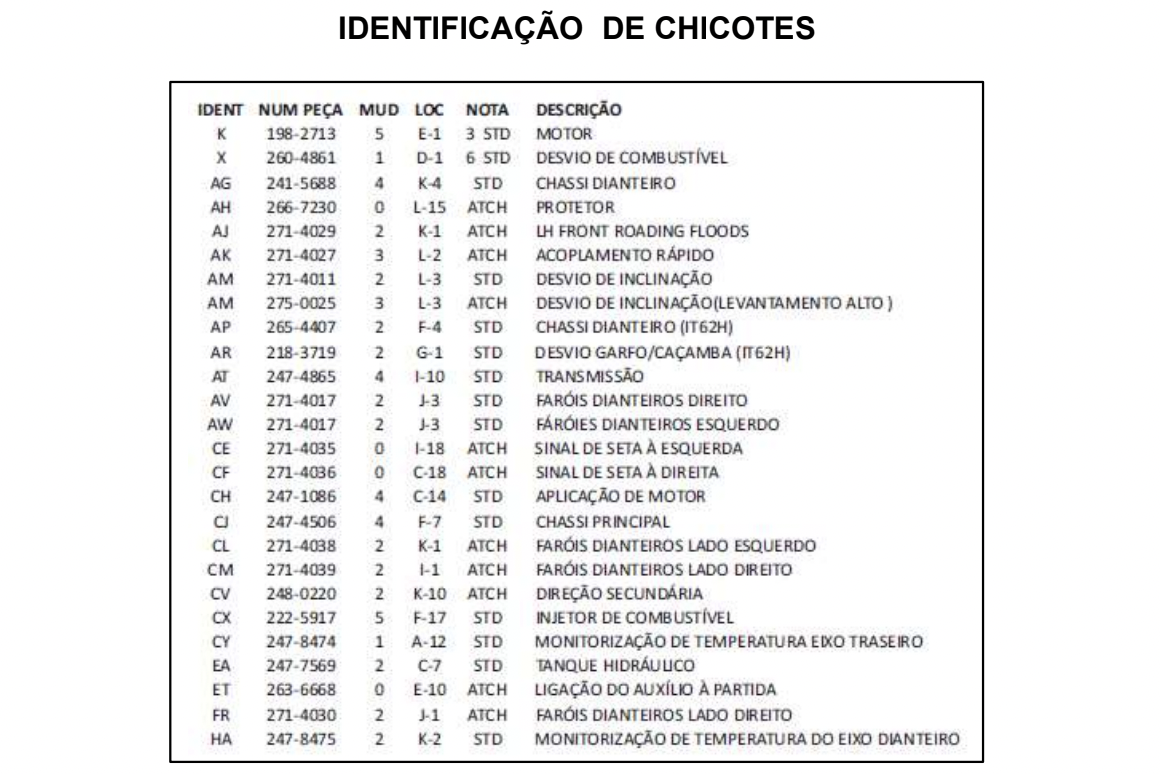 IDENTIFICAÇÃO DE CHICOTES
IDENT NUM PEÇA MUD LOC NOTA DESCRIÇÃO
K 198-2713 5 E-1 3 STD MOTOR
X 260-4861 1 D-1 6 STD DESVIO DE COMBUSTÍVEL
AG 241-5688 4 K-4 STD CHASSI DIANTEIRO
AH 266-7230 0 L-15 ATCH PROTETOR
AJ 271-4029 2 K-1 ATCH LH FRONT ROADING FLOODS
AK 271-4027 3 L-2 ATCH ACOPLAMENTO RÁPIDO
AM 271-4011 2 L-3 STD DESVIO DE INCLINAÇÃO
AM 275-0025 3 L-3 ATCH DESVIO DE INCLINAÇÃO(LEVANTAMENTO ALTO )
AP 265-4407 2 F-4 STD CHASSI DIANTEIRO (IT62H)
AR 218-3719 2 G-1 STD DESVIO GARFO/CAÇAMBA (IT62H)
AT 247-4865 4 I-10 STD TRANSMISSÃO
AV 271-4017 2 J-3 STD FARÓIS DIANTEIROS DIREITO
AW 271-4017 2 J-3 STD FÁRÓIES DIANTEIROS ESQUERDO
CE 271-4035 0 I-18 ATCH SINAL DE SETA À ESQUERDA
CF 271-4036 0 C-18 ATCH SINAL DE SETA À DIREITA
CH 247-1086 4 C-14 STD APLICAÇÃO DE MOTOR
CJ 247-4506 4 F-7 STD CHASSI PRINCIPAL
CL 271-4038 2 K-1 ATCH FARÓIS DIANTEIROS LADO ESQUERDO
CM 271-4039 2 I-1 ATCH FARÓIS DIANTEIROS LADO DIREITO
CV 248-0220 2 K-10 ATCH DIREÇÃO SECUNDÁRIA
CX 222-5917 5 F-17 STD INJETOR DE COMBUSTÍVEL
CY 247-8474 1 A-12 STD MONITORIZAÇÃO DE TEMPERATURA EIXO TRASEIRO
EA 247-7569 2 C-7 STD TANQUE HIDRÁULICO
ET 263-6668 0 E-10 ATCH LIGAÇÃO DO AUXÍLIO À PARTIDA
FR 271-4030 2 J-1 ATCH FARÓIS DIANTEIROS LADO DIREITO
HA 247-8475 2 K-2 STD MONITORIZAÇÃO DE TEMPERATURA DO EIXO DIANTEIRO